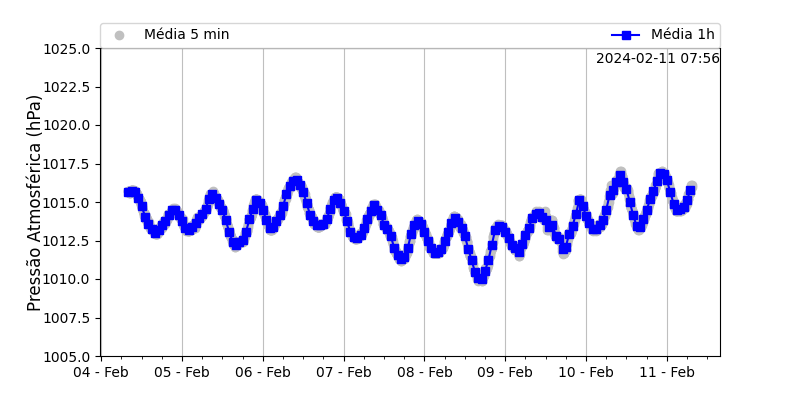 Média 5 min
Média 1h
2024-02-11 07:56
Pressão Atmosférica (hPa)
1025.0
1022.5
1020.0
1017.5
1015.0
1012.5
1010.0
1007.5
1005.0
04 - Feb
05 - Feb
06 - Feb
07 - Feb
08 - Feb
09 - Feb
10 - Feb
11 - Feb